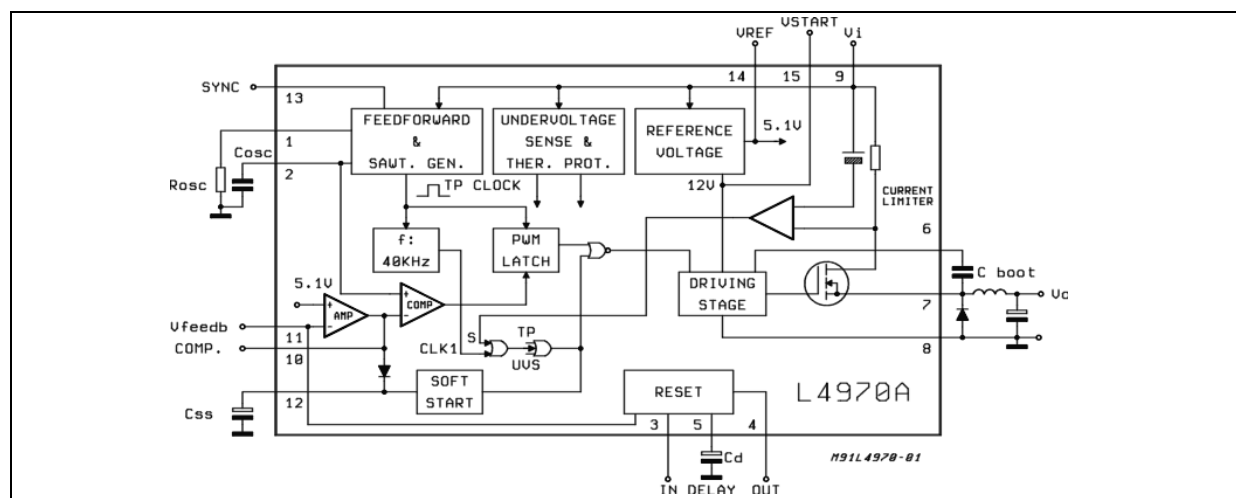 VSTART
VREF
Vi
14
15
9
SYNC
13
FEEDFORWARD
&
SAWT. GEN.
UNDERVOLTAGE
SENSE &
THER. PROT.
REFERENCE
VOLTAGE
5.1V
1
Cosc
2
Rosc
12V
TP CLOCK
CURRENT
LIMITER
6
f:
40KHz
PWM
LATCH
C boot
DRIVING
STAGE
5.1V
+
AMP
-
+
COMP
-
7
Vo
Vfeedb
11
S
TP
CLK1
UVS
COMP.
10
8
SOFT
START
RESET
L4970A
Css
12
3
5
4
Cd
M91L4970-01
IN
DELAY
OUT